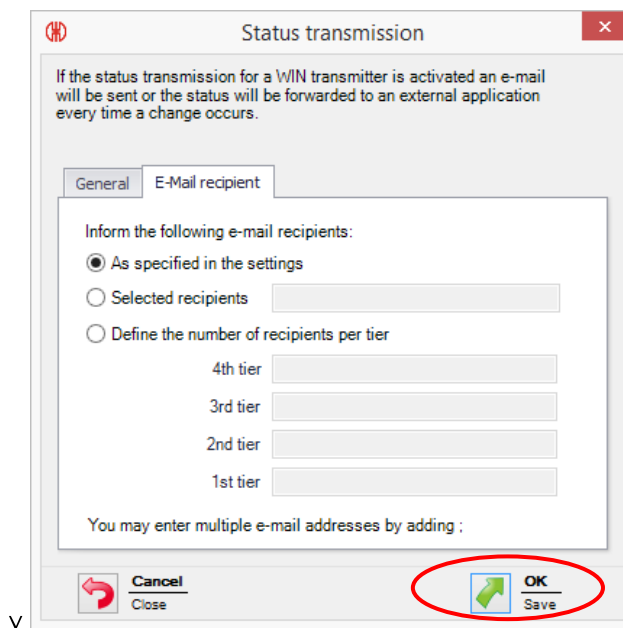 Status transmission
If the status transmission for a WIN transmitter is activated an e-mail
will be sent or the status will be forwarded to an external application
every time a change occurs.
General
E-Mail recipient
Inform the following e-mail recipients:
As specified in the settings
Selected recipients
Define the number of recipients per tier
4th tier
3rd tier
2nd tier
1st tier
You may enter multiple e-mail addresses by adding ;
Cancel
Close
OK
Save
Y